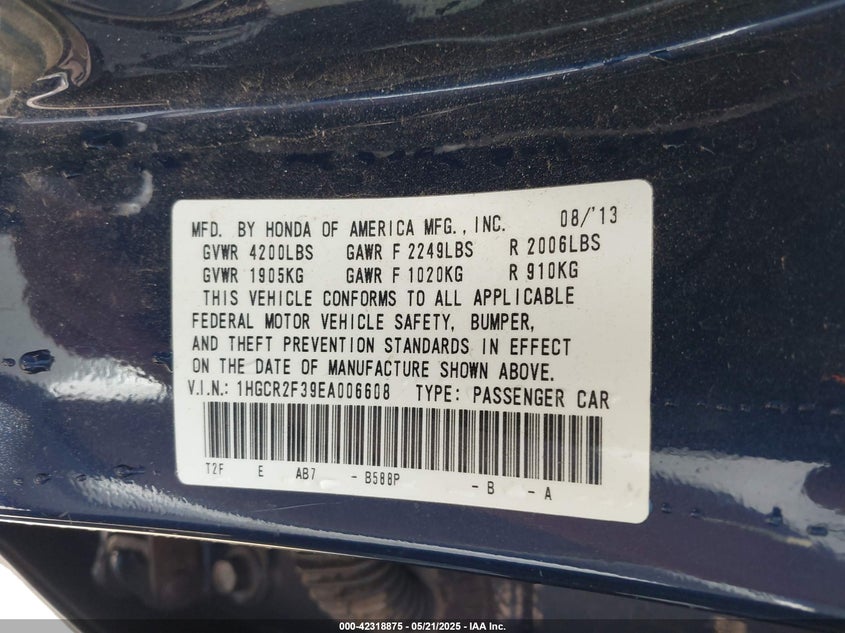 MFD. BY HONDA OF AMERICA MFG., INC. 08/'13
GVWR 4200LBS GAWR F 2249LBS R 2006LBS
GVWR 1905KG GAWR F 1020KG R 910KG
THIS VEHICLE CONFORMS TO ALL APPLICABLE
FEDERAL MOTOR VEHICLE SAFETY, BUMPER,
AND THEFT PREVENTION STANDARDS IN EFFECT
ON THE DATE OF MANUFACTURE SHOWN ABOVE.
V.I.N.: 1HGCR2F39EA006608 TYPE: PASSENGER CAR
T2F E AB7 - B588P - B - A
000-42318875 - 05/21/2025 - IAA Inc.